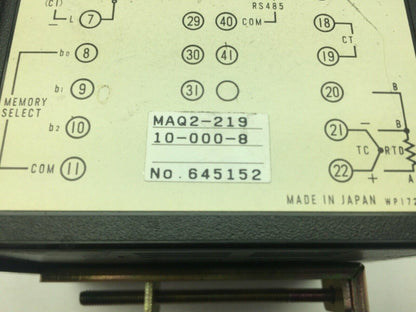 (C1)
L 7
29 40 COM
RS485
18
CT
19
b0 8
30 41
b1 9
31
20
B
MEMORY
SELECT
b2 10
MAQ2-219
10-000-8
No. 645152
21
B
TC RTD
22
A
COM 11
MADE IN JAPAN WP172